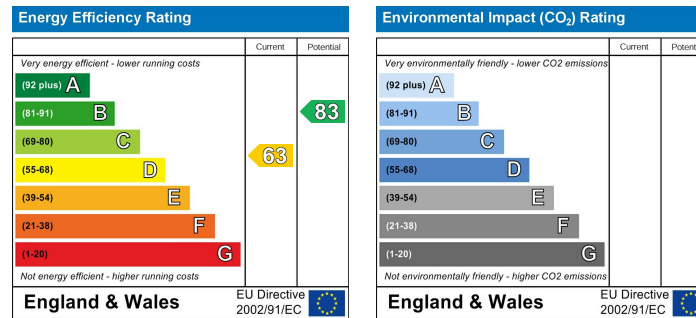 Energy Efficiency Rating
Current Potential
Very energy efficient - lower running costs
(92 plus) A
(81-91) B
83
(69-80) C
63
(55-68) D
(39-54) E
(21-38) F
(1-20) G
Not energy efficient - higher running costs
England & Wales
EU Directive
2002/91/EC
Environmental Impact (CO2) Rating
Current Potent
Very environmentally friendly - lower CO2 emissions
(92 plus) A
(81-91) B
(69-80) C
(55-68) D
(39-54) E
(21-38) F
(1-20) G
Not environmentally friendly - higher CO2 emissions
England & Wales
EU Directive
2002/91/EC